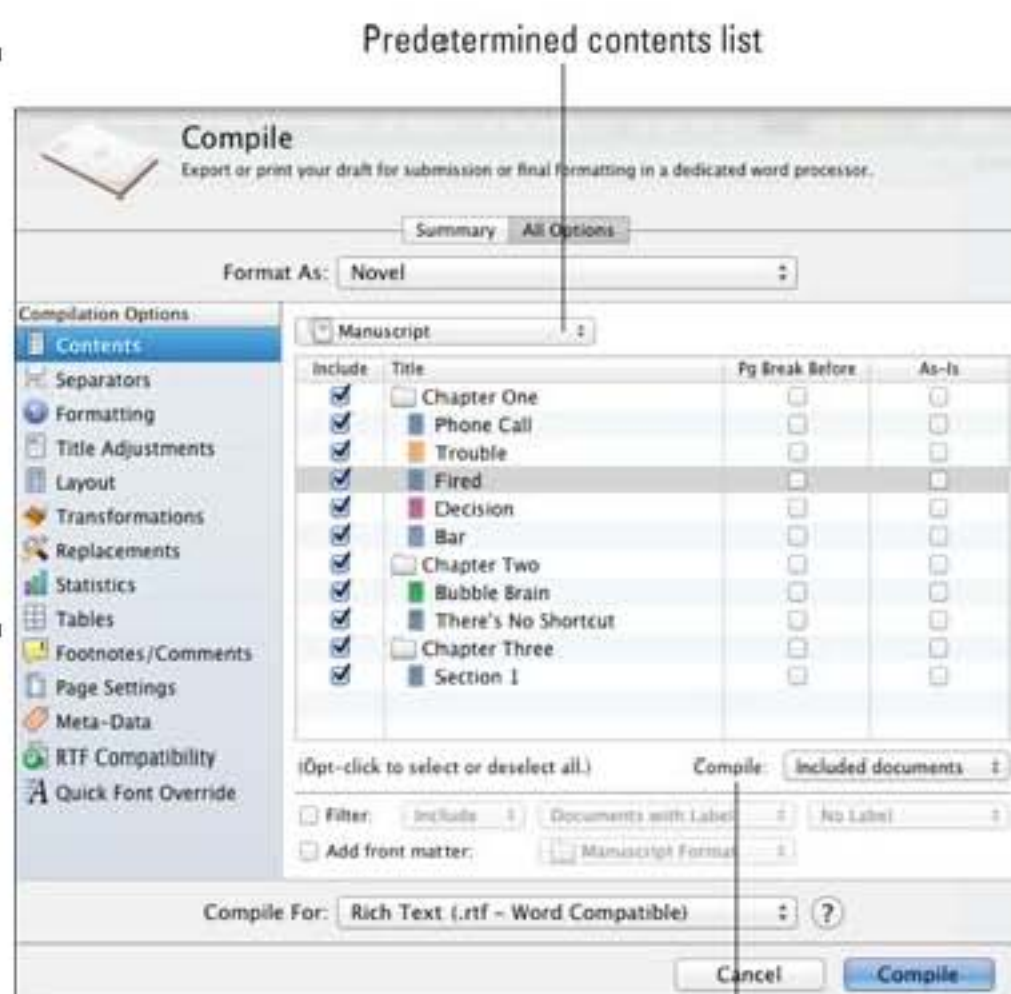 Predetermined contents list
Compile
Export or print your draft for submission or final formatting in a dedicated word processor.
Summary All Options
Format As: Novel
Compilation Options
Contents
Separators
Formatting
Title Adjustments
Layout
Transformations
Replacements
Statistics
Tables
Footnotes/Comments
Page Settings
Meta-Data
RTF Compatibility
Quick Font Override
Manuscript
Include Title Pg Break Before As-Is
Chapter One
Phone Call
Trouble
Fired
Decision
Bar
Chapter Two
Bubble Brain
There's No Shortcut
Chapter Three
Section 1
(Opt-click to select or deselect all.) Compile: Included documents
Filter: Include Documents with Label No Label
Add front matter: Manuscript Format
Compile For: Rich Text (.rtf – Word Compatible) ?
Cancel Compile